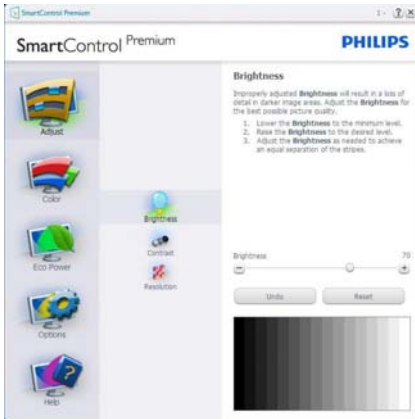 SmartControl Premium
SmartControl Premium
PHILIPS
Adjust
Color
Eco Power
Options
Help
Brightness
Contrast
Resolution
Brightness
Improperly adjusted Brightness will result in a loss of
detail in darker image areas. Adjust the Brightness for
the best possible picture quality.
1. Lower the Brightness to the minimum level.
2. Raise the Brightness to the desired level.
3. Adjust the Brightness as needed to achieve
an equal separation of the stripes.
Brightness 70
Undo Reset